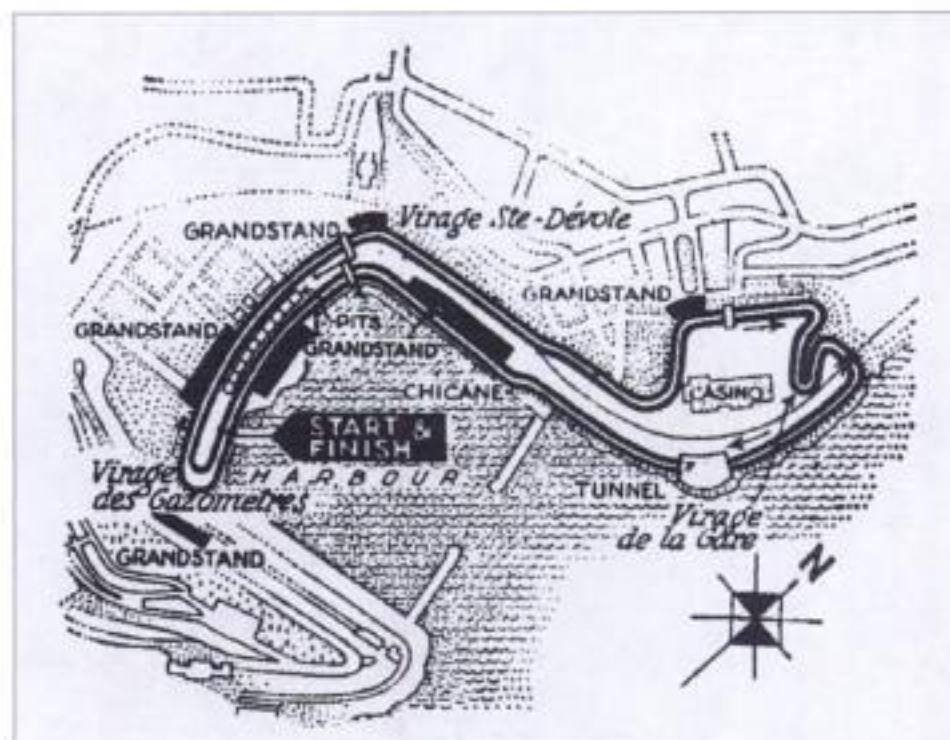 GRANDSTAND
Virage Ste-Dévote
GRANDSTAND
GRANDSTAND
PITS
GRANDSTAND
CHICANE
CASINO
START &
FINISH
HARBOUR
Virage
des Gazometres
TUNNEL
Virage
de la Gare
GRANDSTAND
N